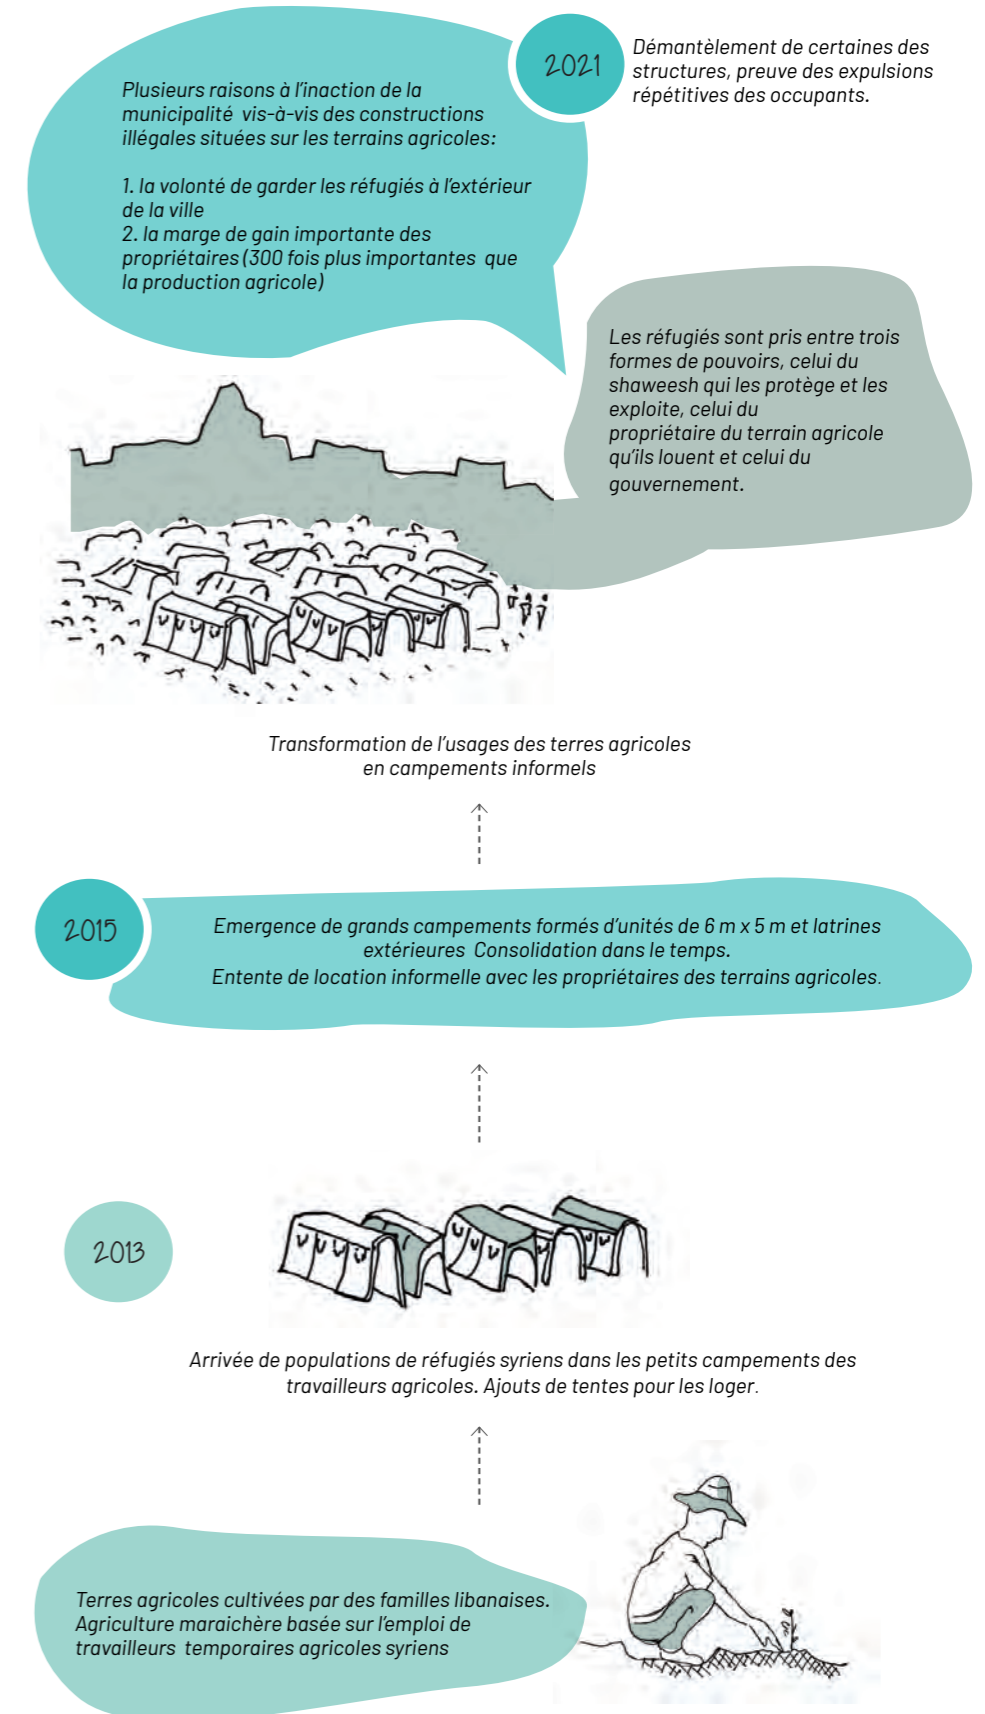 2021
Démantèlement de certaines des
structures, preuve des expulsions
répétitives des occupants.
Plusieurs raisons à l'inaction de la
municipalité vis-à-vis des constructions
illégales situées sur les terrains agricoles:
1. la volonté de garder les réfugiés à l'extérieur
de la ville
2. la marge de gain importante des
propriétaires (300 fois plus importantes que
la production agricole)
Les réfugiés sont pris entre trois
formes de pouvoirs, celui du
shaweesh qui les protège et les
exploite, celui du
propriétaire du terrain agricole
qu'ils louent et celui du
gouvernement.
Transformation de l'usages des terres agricoles
en campements informels
2015
Emergence de grands campements formés d'unités de 6 m x 5 m et latrines
extérieures Consolidation dans le temps.
Entente de location informelle avec les propriétaires des terrains agricoles.
2013
Arrivée de populations de réfugiés syriens dans les petits campements des
travailleurs agricoles. Ajouts de tentes pour les loger.
Terres agricoles cultivées par des familles libanaises.
Agriculture maraichère basée sur l'emploi de
travailleurs temporaires agricoles syriens